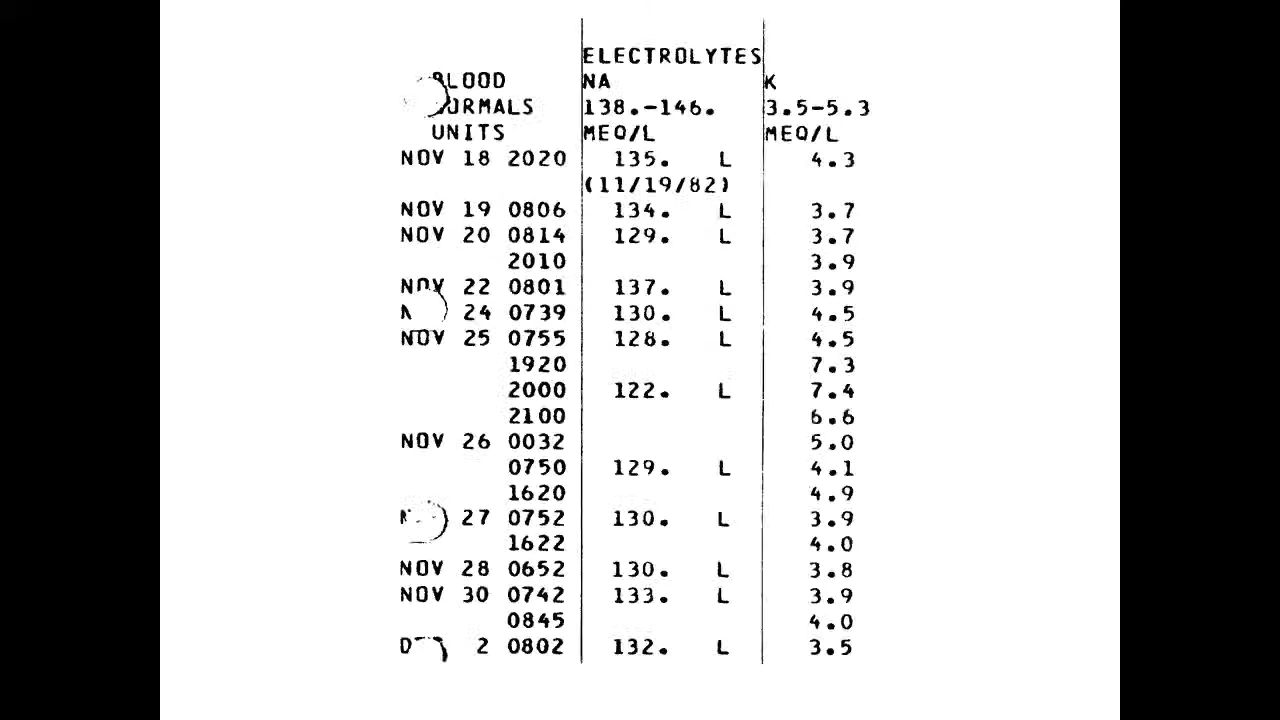 ELECTROLYTES
BLOOD NA K
NORMALS 138.-146. 3.5-5.3
UNITS MEQ/L MEQ/L
NOV 18 2020 135. L 4.3
(11/19/82)
NOV 19 0806 134. L 3.7
NOV 20 0814 129. L 3.7
2010 3.9
NOV 22 0801 137. L 3.9
24 0739 130. L 4.5
NOV 25 0755 128. L 4.5
1920 7.3
2000 122. L 7.4
2100 6.6
NOV 26 0032 5.0
0750 129. L 4.1
1620 4.9
27 0752 130. L 3.9
1622 4.0
NOV 28 0652 130. L 3.8
NOV 30 0742 133. L 3.9
0845 4.0
2 0802 132. L 3.5